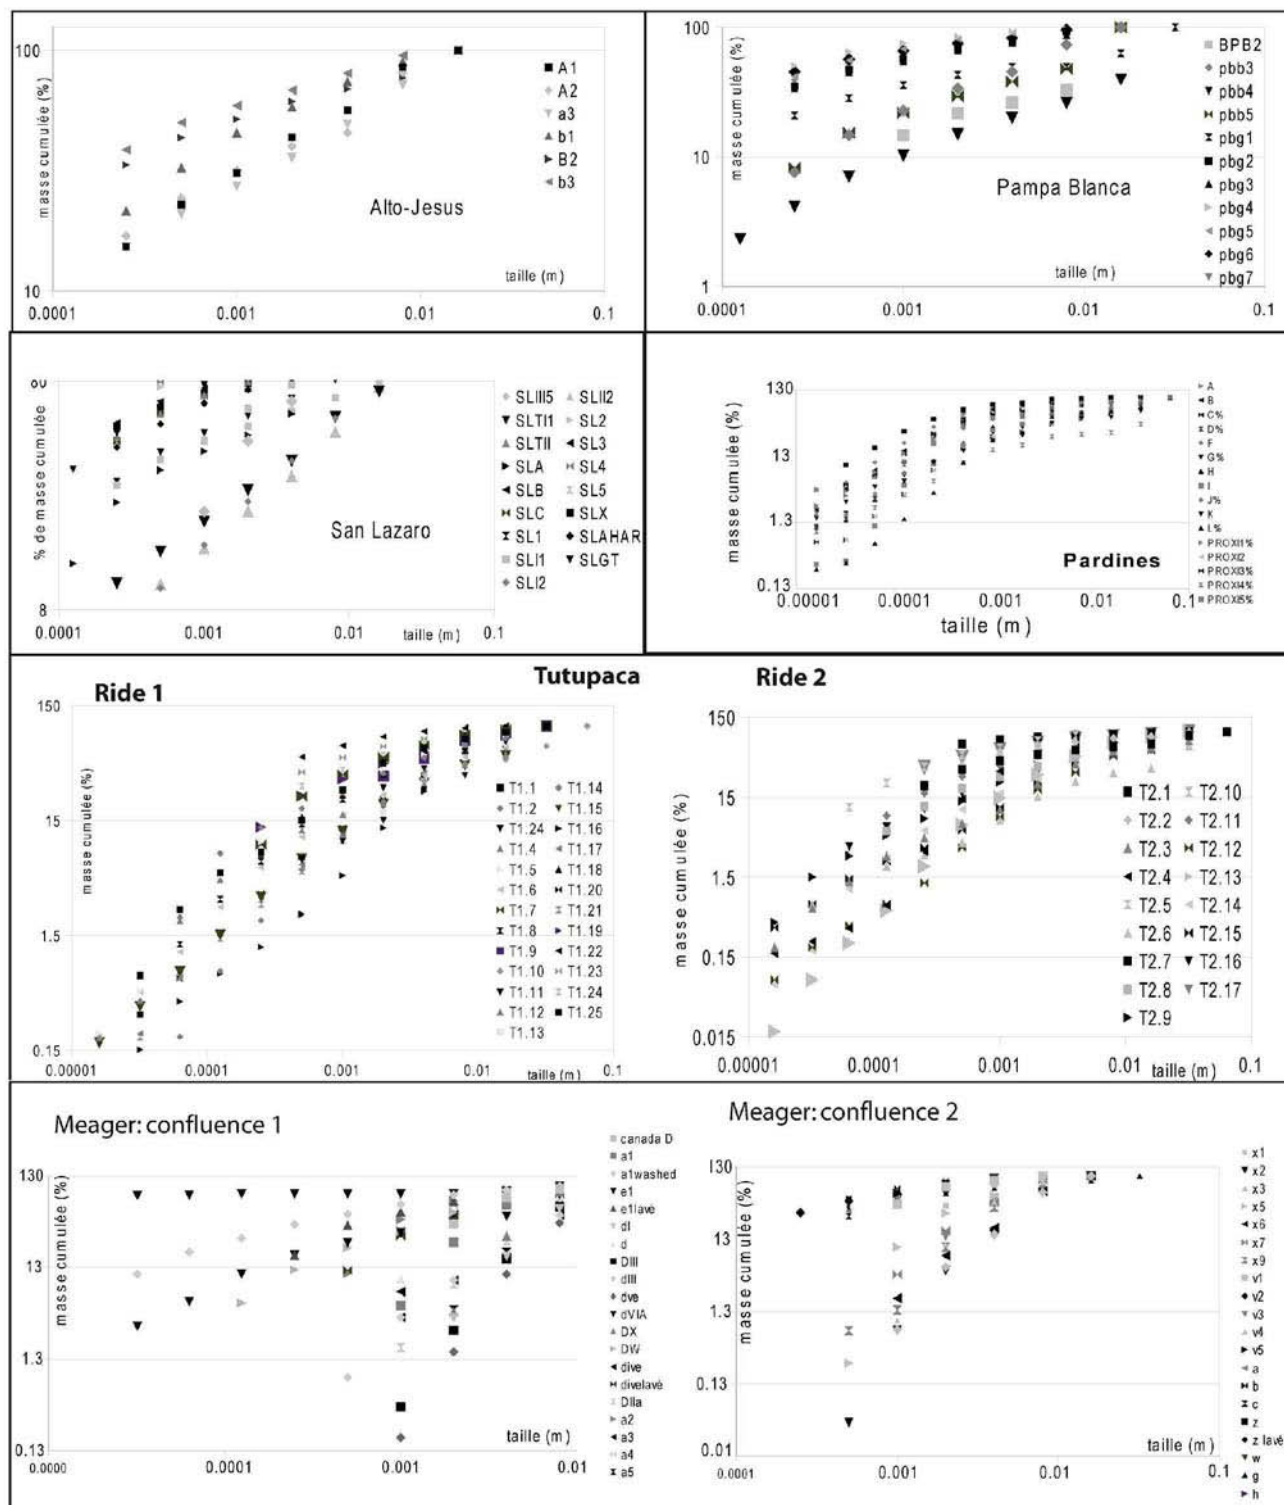 100
10
0.0001
0.001
0.01
0.1
masse cumulée (%)
taille (m)
Alto-Jesus
A1
A2
a3
b1
B2
b3
100
10
1
0.0001
0.001
0.01
0.1
masse cumulée (%)
taille (m)
Pampa Blanca
BPB2
pbb3
pbb4
pbb5
pbg1
pbg2
pbg3
pbg4
pbg5
pbg6
pbg7
80
8
0.0001
0.001
0.01
0.1
% de masse cumulée
taille (m)
San Lazaro
SLIII5 SLII2
SLTI1 SL2
SLTII SL3
SLA SL4
SLB SL5
SLC SLX
SL1 SLAHAR
SLI1 SLGT
SLI2
130
13
1.3
0.13
0.00001
0.0001
0.001
0.01
0.1
masse cumulée (%)
taille (m)
Pardines
A
B
C%
D%
F
G%
H
I
J%
K
L%
PROXI1%
PROXI2
PROXI3%
PROXI4%
PROXI5%
Tutupaca
Ride 1
150
15
1.5
0.15
0.00001
0.0001
0.001
0.01
0.1
masse cumulée (%)
taille (m)
T1.1 T1.14
T1.2 T1.15
T1.24 T1.16
T1.4 T1.17
T1.5 T1.18
T1.6 T1.20
T1.7 T1.21
T1.8 T1.19
T1.9 T1.22
T1.10 T1.23
T1.11 T1.24
T1.12 T1.25
T1.13
Ride 2
150
15
1.5
0.15
0.015
0.00001
0.0001
0.001
0.01
0.1
masse cumulée (%)
taille (m)
T2.1 T2.10
T2.2 T2.11
T2.3 T2.12
T2.4 T2.13
T2.5 T2.14
T2.6 T2.15
T2.7 T2.16
T2.8 T2.17
T2.9
Meager: confluence 1
130
13
1.3
0.13
0.0000
0.0001
0.001
0.01
masse cumulée (%)
taille (m)
canada D
a1
a1washed
e1
e1lavé
dI
d
DIII
dIII
dve
dVIA
DX
DW
dive
divelavé
DIIa
a2
a3
a4
a5
Meager: confluence 2
130
13
1.3
0.13
0.01
0.0001
0.001
0.01
0.1
masse cumulée (%)
taille (m)
x1
x2
x3
x5
x6
x7
x9
v1
v2
v3
v4
v5
a
b
c
z
z lavé
w
g
h